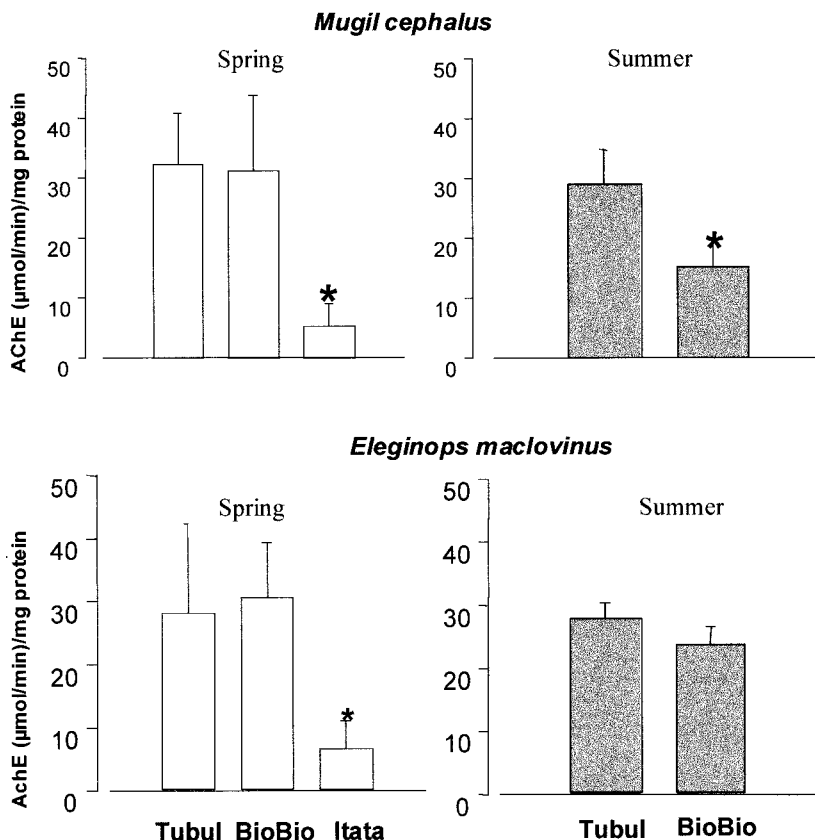 Mugil cephalus
Spring
Summer
AChE (µmol/min)/mg protein
50
40
30
20
10
0
*
50
40
30
20
10
0
*
Eleginops maclovinus
Spring
Summer
AchE (µmol/min)/mg protein
50
40
30
20
10
0
*
50
40
30
20
10
0
Tubul BioBio Itata
Tubul BioBio